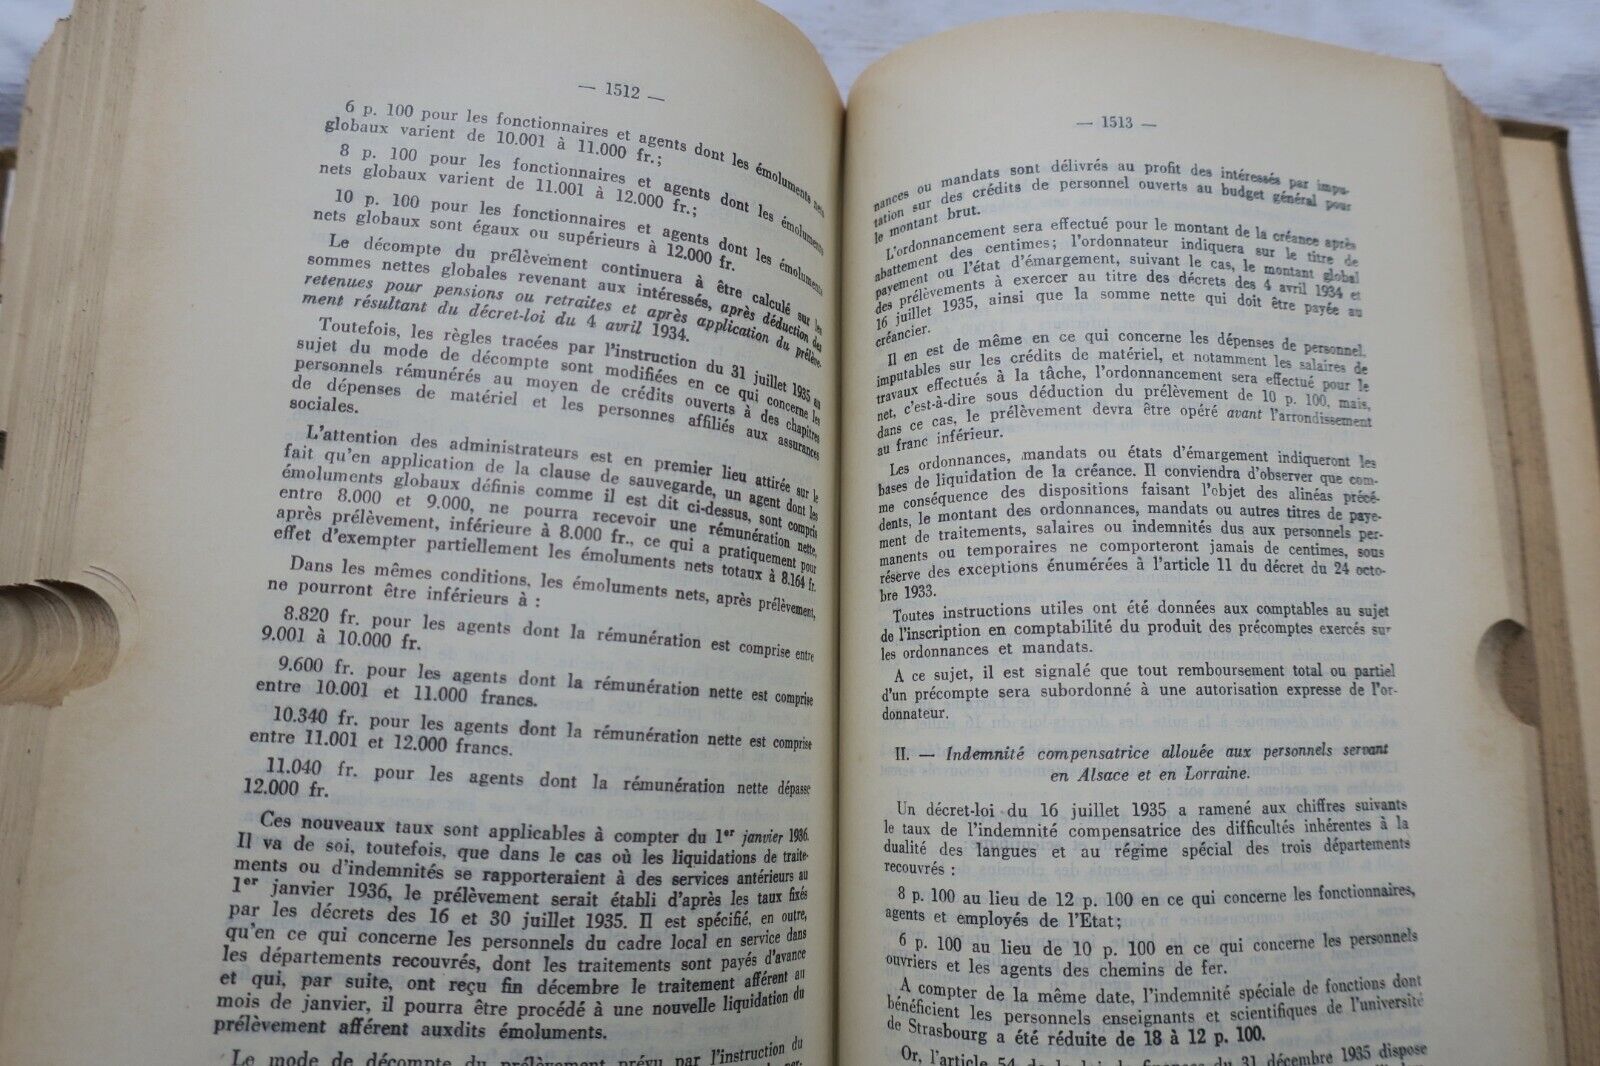 — 1512 —
6 p. 100 pour les fonctionnaires et agents dont les émoluments nets
globaux varient de 10.001 à 11.000 fr.;
8 p. 100 pour les fonctionnaires et agents dont les émoluments
nets globaux varient de 11.001 à 12.000 fr.;
10 p. 100 pour les fonctionnaires et agents dont les émoluments
nets globaux sont égaux ou supérieurs à 12.000 fr.
Le décompte du prélèvement continuera à être calculé sur les
sommes nettes globales revenant aux intéressés, après déduction des
retenues pour pensions ou retraites et après application du prélève-
ment résultant du décret-loi du 4 avril 1934.
Toutefois, les règles tracées par l'instruction du 31 juillet 1935 au
sujet du mode de décompte sont modifiées en ce qui concerne les
personnels rémunérés au moyen de crédits ouverts à des chapitres
de dépenses de matériel et les personnes affiliés aux assurances
sociales.
L'attention des administrateurs est en premier lieu attirée sur le
fait qu'en application de la clause de sauvegarde, un agent dont les
émoluments globaux définis comme il est dit ci-dessus, sont compris
entre 8.000 et 9.000, ne pourra recevoir une rémunération nette,
après prélèvement, inférieure à 8.000 fr., ce qui a pratiquement pour
effet d'exempter partiellement les émoluments nets totaux à 8.164 fr.
Dans les mêmes conditions, les émoluments nets, après prélèvement,
ne pourront être inférieurs à :
8.820 fr. pour les agents dont la rémunération est comprise entre
9.001 à 10.000 fr.
9.600 fr. pour les agents dont la rémunération nette est comprise
entre 10.001 et 11.000 francs.
10.340 fr. pour les agents dont la rémunération nette est comprise
entre 11.001 et 12.000 francs.
11.040 fr. pour les agents dont la rémunération nette dépasse
12.000 fr.
Ces nouveaux taux sont applicables à compter du 1er janvier 1936.
Il va de soi, toutefois, que dans le cas où les liquidations de traite-
ments ou d'indemnités se rapporteraient à des services antérieurs au
1er janvier 1936, le prélèvement serait établi d'après les taux fixés
par les décrets des 16 et 30 juillet 1935. Il est spécifié, en outre,
qu'en ce qui concerne les personnels du cadre local en service dans
les départements recouvrés, dont les traitements sont payés d'avance
et qui, par suite, ont reçu fin décembre le traitement afférent au
mois de janvier, il pourra être procédé à une nouvelle liquidation du
prélèvement afférent auxdits émoluments.
Le mode de décompte du prélèvement prévu par l'instruction du
— 1513 —
nances ou mandats sont délivrés au profit des intéressés par impu-
tation sur des crédits de personnel ouverts au budget général pour
le montant brut.
L'ordonnancement sera effectué pour le montant de la créance après
abattement des centimes; l'ordonnateur indiquera sur le titre de
payement ou l'état d'émargement, suivant le cas, le montant global
des prélèvements à exercer au titre des décrets des 4 avril 1934 et
16 juillet 1935, ainsi que la somme nette qui doit être payée au
créancier.
Il en est de même en ce qui concerne les dépenses de personnel
imputables sur les crédits de matériel, et notamment les salaires de
travaux effectués à la tâche, l'ordonnancement sera effectué pour le
net, c'est-à-dire sous déduction du prélèvement de 10 p. 100, mais,
dans ce cas, le prélèvement devra être opéré avant l'arrondissement
au franc inférieur.
Les ordonnances, mandats ou états d'émargement indiqueront les
bases de liquidation de la créance. Il conviendra d'observer que com-
me conséquence des dispositions faisant l'objet des alinéas précé-
dents, le montant des ordonnances, mandats ou autres titres de paye-
ment de traitements, salaires ou indemnités dus aux personnels per-
manents ou temporaires ne comporteront jamais de centimes, sous
réserve des exceptions énumérées à l'article 11 du décret du 24 octo-
bre 1933.
Toutes instructions utiles ont été données aux comptables au sujet
de l'inscription en comptabilité du produit des précomptes exercés sur
les ordonnances et mandats.
A ce sujet, il est signalé que tout remboursement total ou partiel
d'un précompte sera subordonné à une autorisation expresse de l'or-
donnateur.
II. — Indemnité compensatrice allouée aux personnels servant
en Alsace et en Lorraine.
Un décret-loi du 16 juillet 1935 a ramené aux chiffres suivants
le taux de l'indemnité compensatrice des difficultés inhérentes à la
dualité des langues et au régime spécial des trois départements
recouvrés :
8 p. 100 au lieu de 12 p. 100 en ce qui concerne les fonctionnaires,
agents et employés de l'Etat;
6 p. 100 au lieu de 10 p. 100 en ce qui concerne les personnels
ouvriers et les agents des chemins de fer.
A compter de la même date, l'indemnité spéciale de fonctions dont
bénéficient les personnels enseignants et scientifiques de l'université
de Strasbourg a été réduite de 18 à 12 p. 100.
Or, l'article 54 de la loi de finances du 31 décembre 1935 dispose